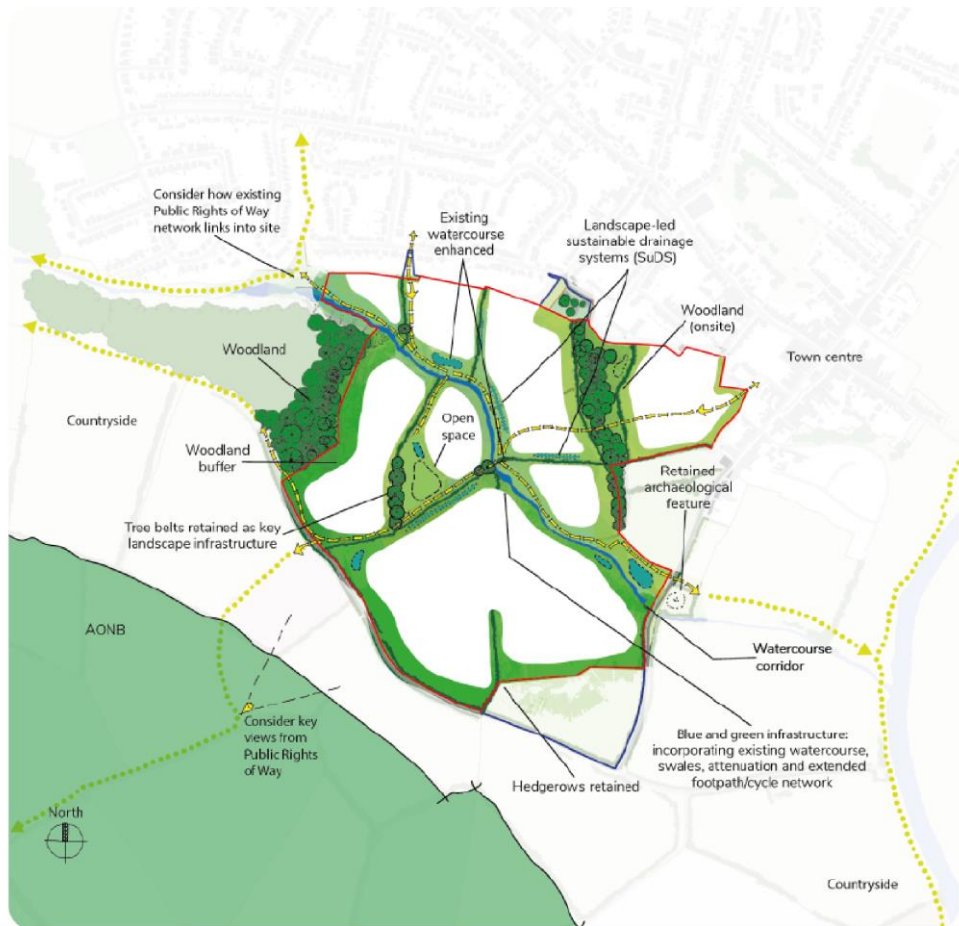 Consider how existing
Public Rights of Way
network links into site
Existing
watercourse
enhanced
Landscape-led
sustainable drainage
systems (SuDS)
Woodland
(onsite)
Town centre
Woodland
Countryside
Open
space
Woodland
buffer
Retained
archaeological
feature
Tree belts retained as key
landscape infrastructure
AONB
Watercourse
corridor
Consider key
views from
Public Rights
of Way
Blue and green infrastructure:
incorporating existing watercourse,
swales, attenuation and extended
footpath/cycle network
Hedgerows retained
North
Countryside